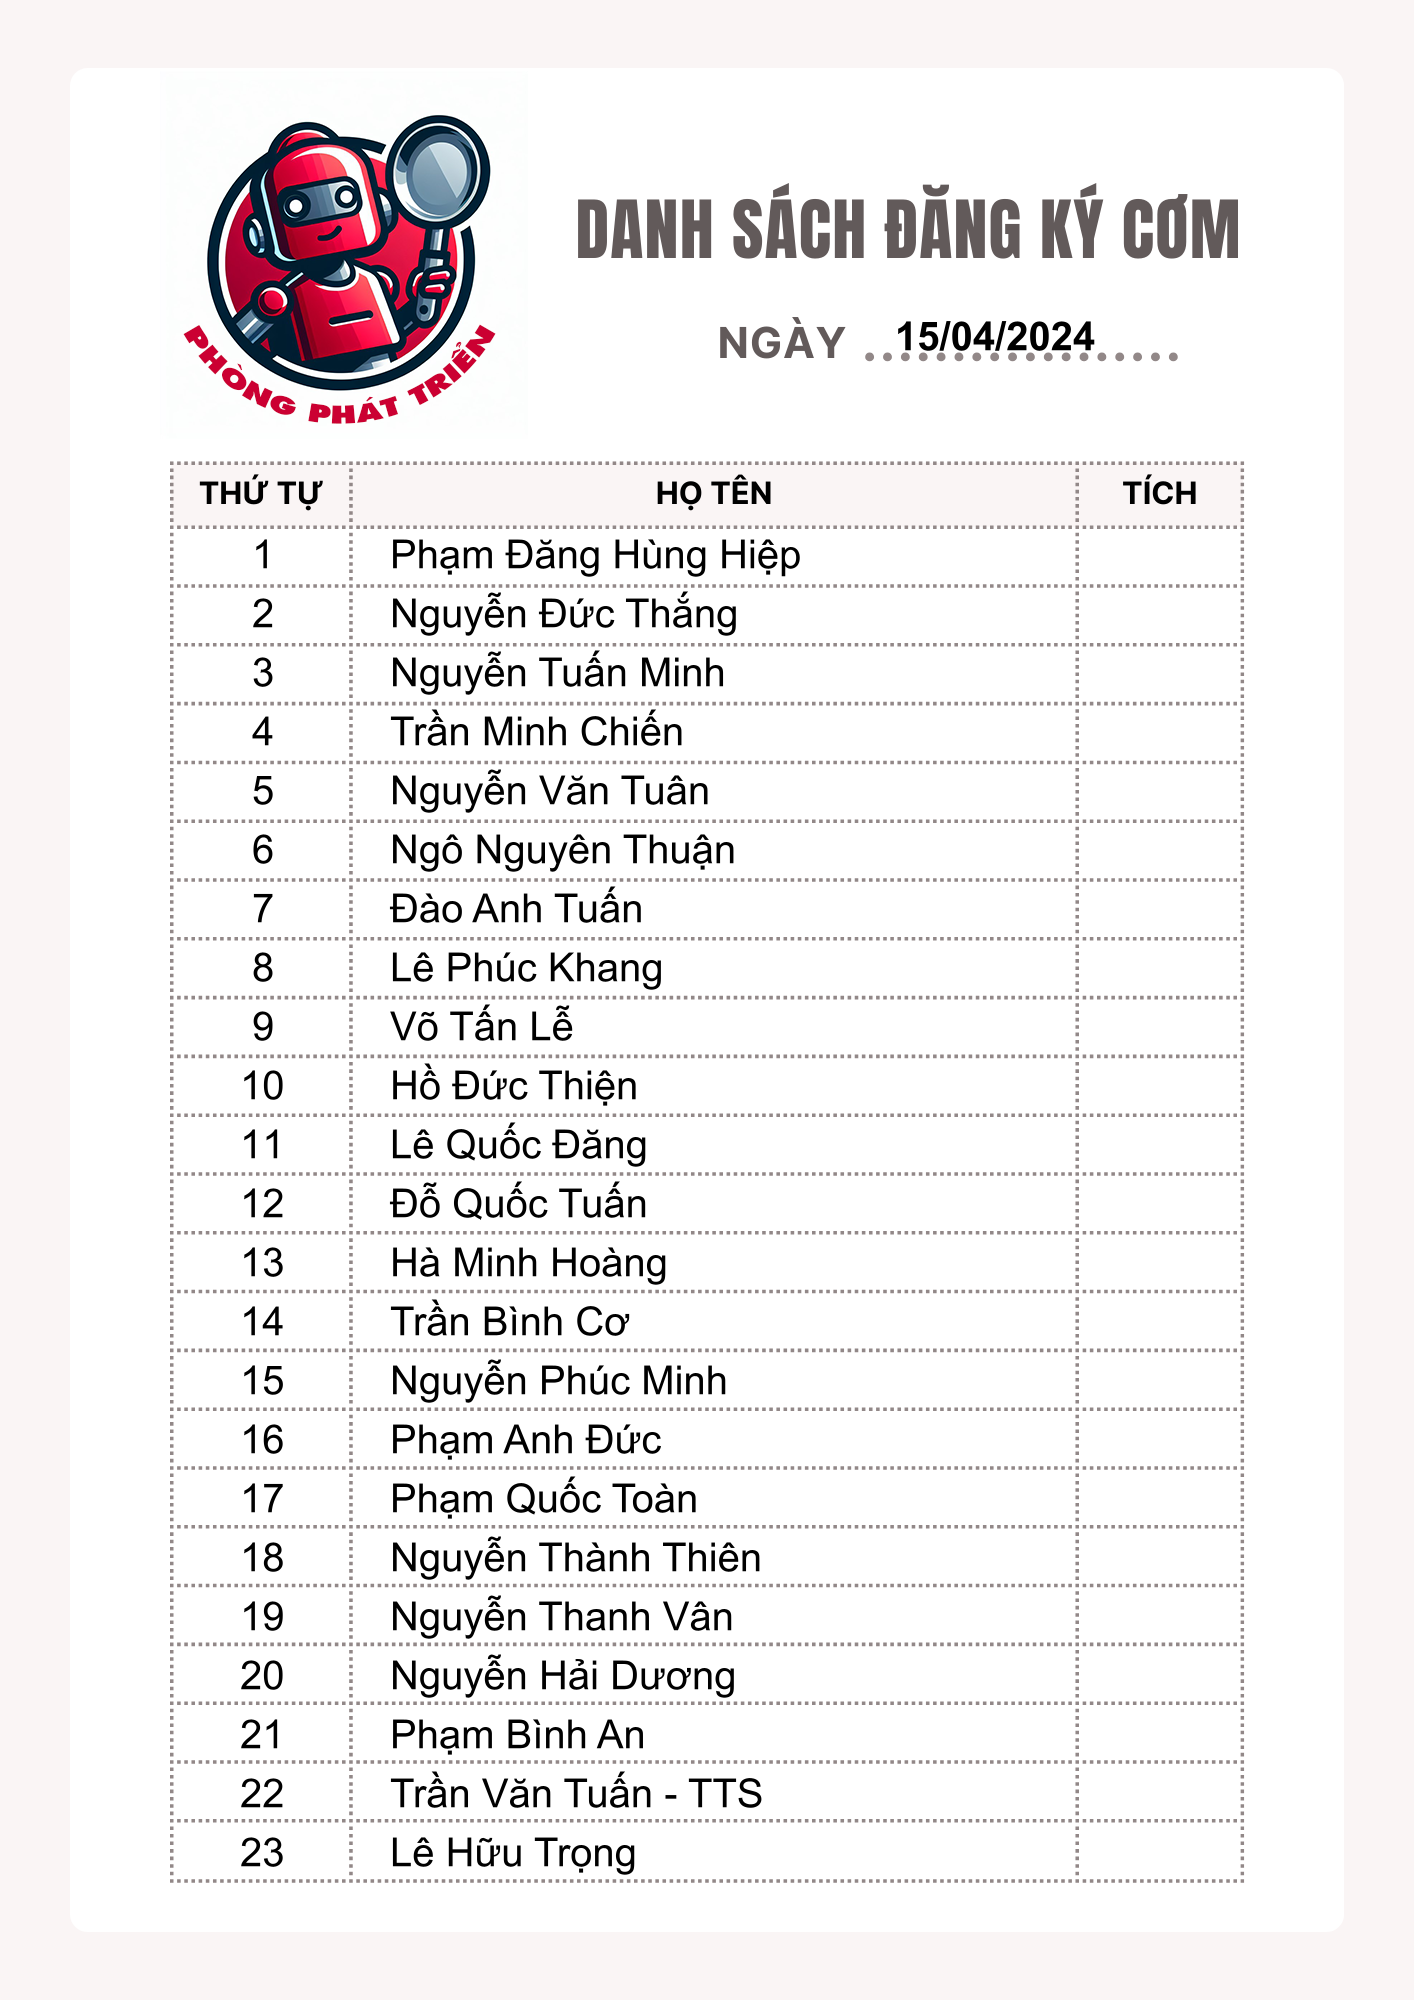 PHÒNG PHÁT TRIỂN
DANH SÁCH ĐĂNG KÝ CƠM
NGÀY 15/04/2024
THỨ TỰ HỌ TÊN TÍCH
1 Phạm Đăng Hùng Hiệp
2 Nguyễn Đức Thắng
3 Nguyễn Tuấn Minh
4 Trần Minh Chiến
5 Nguyễn Văn Tuân
6 Ngô Nguyên Thuận
7 Đào Anh Tuấn
8 Lê Phúc Khang
9 Võ Tấn Lễ
10 Hồ Đức Thiện
11 Lê Quốc Đăng
12 Đỗ Quốc Tuấn
13 Hà Minh Hoàng
14 Trần Bình Cơ
15 Nguyễn Phúc Minh
16 Phạm Anh Đức
17 Phạm Quốc Toàn
18 Nguyễn Thành Thiên
19 Nguyễn Thanh Vân
20 Nguyễn Hải Dương
21 Phạm Bình An
22 Trần Văn Tuấn - TTS
23 Lê Hữu Trọng